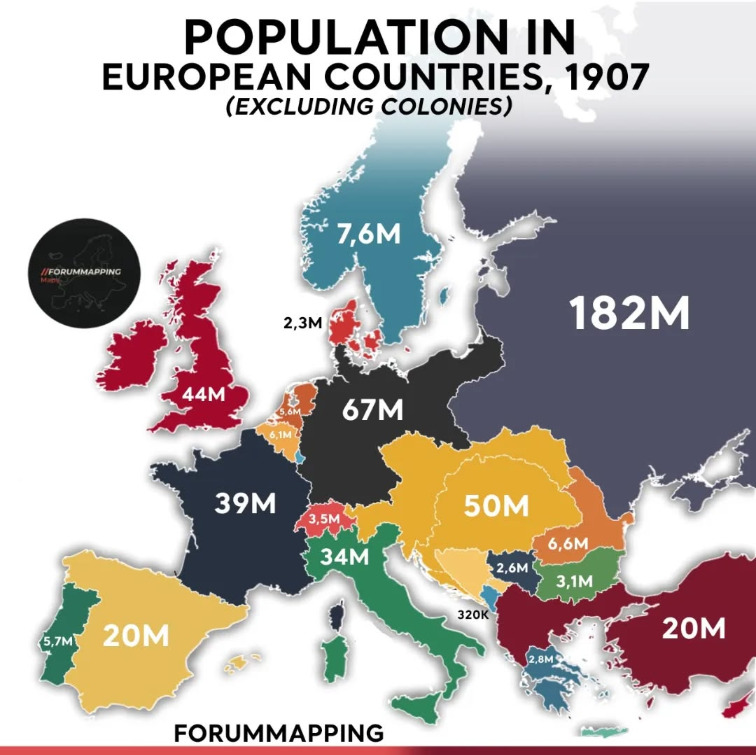 POPULATION IN
EUROPEAN COUNTRIES, 1907
(EXCLUDING COLONIES)
7,6M
//FORUMMAPPING
182M
2,3M
44M
5,6M
67M
6,1M
39M
50M
3,5M
6,6M
34M
2,6M
3,1M
320K
5,7M
20M
20M
2,8M
FORUMMAPPING